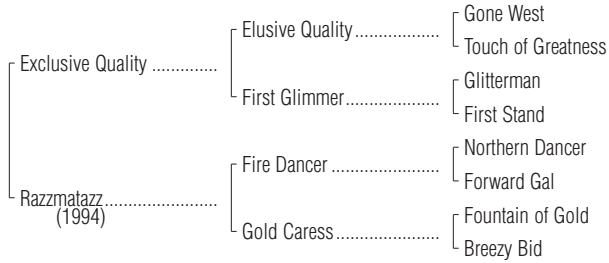 Gone West
Elusive Quality...................
Touch of Greatness
Exclusive Quality ..............
Glitterman
First Glimmer.....................
First Stand
Northern Dancer
Fire Dancer ........................
Forward Gal
Razzmatazz........................
(1994)
Fountain of Gold
Gold Caress.......................
Breezy Bid